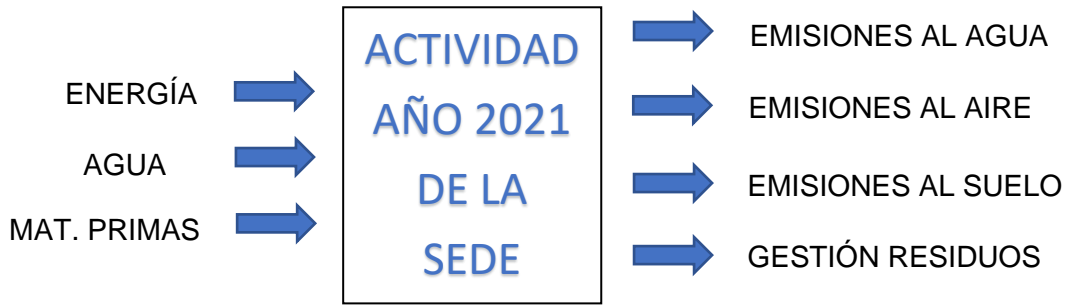 ENERGÍA
AGUA
MAT. PRIMAS
ACTIVIDAD
AÑO 2021
DE LA
SEDE
EMISIONES AL AGUA
EMISIONES AL AIRE
EMISIONES AL SUELO
GESTIÓN RESIDUOS